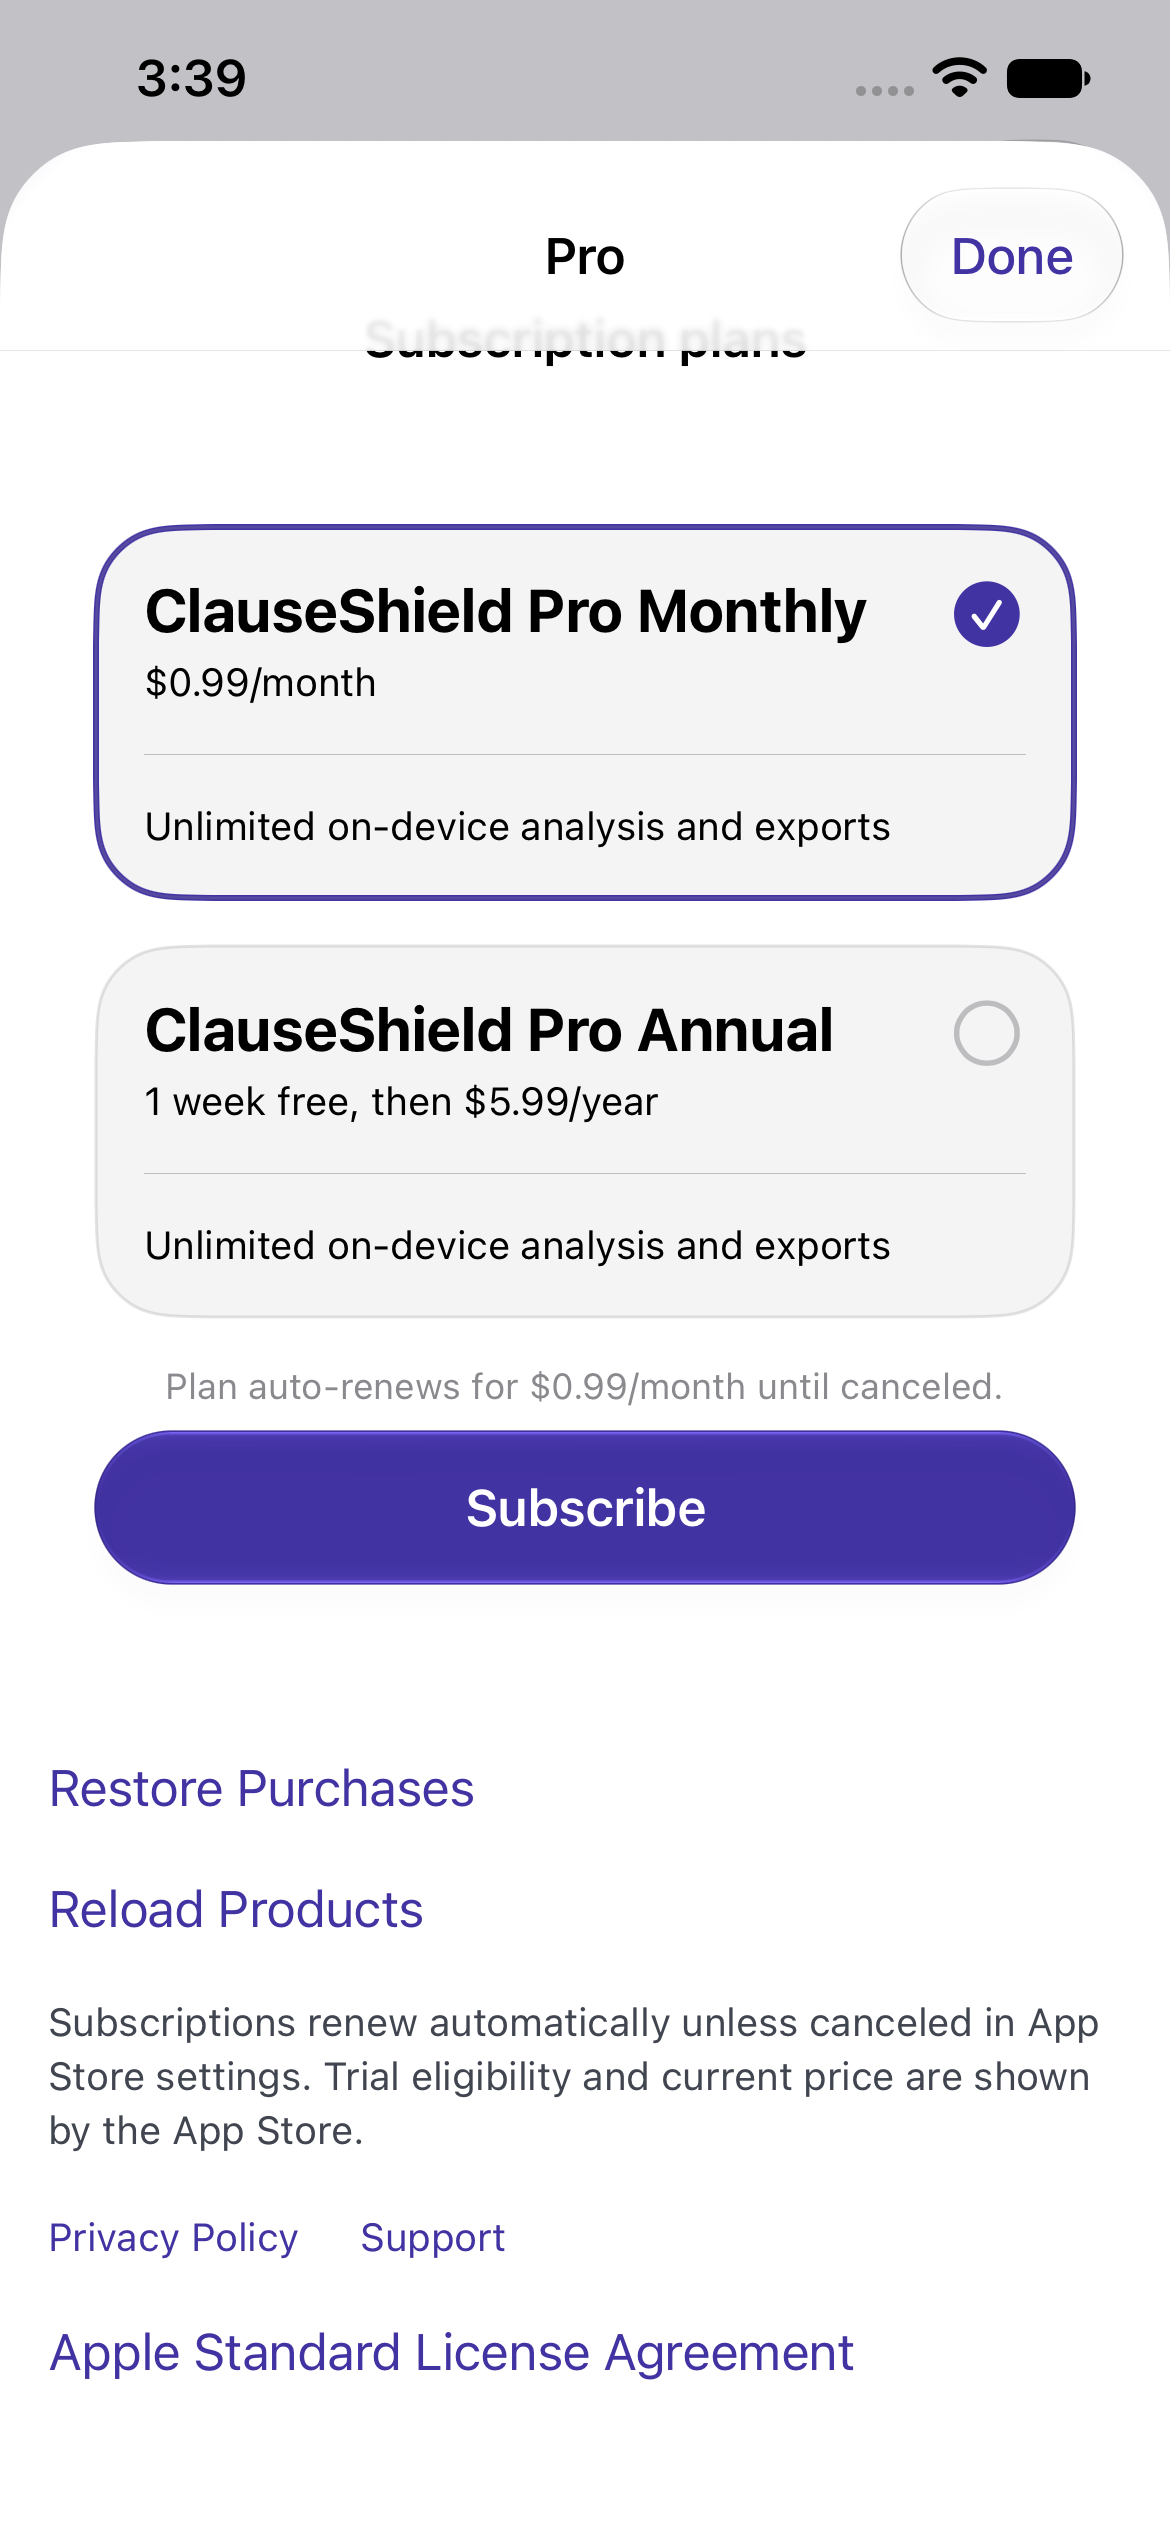 3:39
Pro
Done
Subscription plans
ClauseShield Pro Monthly
$0.99/month
Unlimited on-device analysis and exports
ClauseShield Pro Annual
1 week free, then $5.99/year
Unlimited on-device analysis and exports
Plan auto-renews for $0.99/month until canceled.
Subscribe
Restore Purchases
Reload Products
Subscriptions renew automatically unless canceled in App
Store settings. Trial eligibility and current price are shown
by the App Store.
Privacy Policy Support
Apple Standard License Agreement